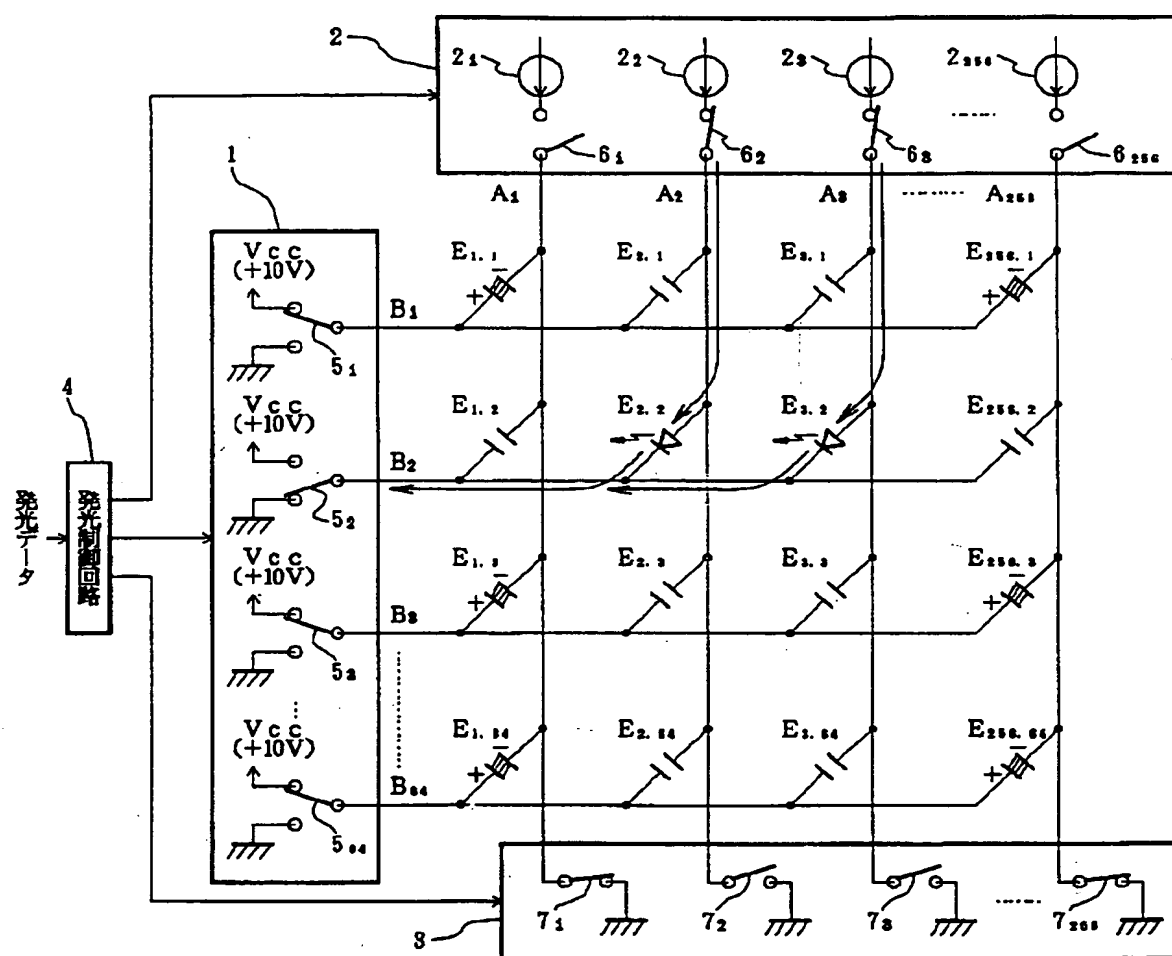 2
2₁ 2₂ 2₃ 2₂₅₆
6₁ 6₂ 6₃ 6₂₅₆
1
A₁ A₂ A₃ A₂₅₆
Vcc
(+10V)
E₁.₁ E₂.₁ E₃.₁ E₂₅₆.₁
+ − + −
B₁
5₁
4
Vcc
(+10V)
E₁.₂ E₂.₂ E₃.₂ E₂₅₆.₂
B₂
5₂
発光データ
発光制御回路
Vcc
(+10V)
E₁.₃ E₂.₃ E₃.₃ E₂₅₆.₃
+ − + −
B₃
5₃
Vcc
(+10V)
E₁.₆₄ E₂.₆₄ E₃.₆₄ E₂₅₆.₆₄
+ − + −
B₆₄
5₆₄
7₁ 7₂ 7₃ 7₂₅₆
3